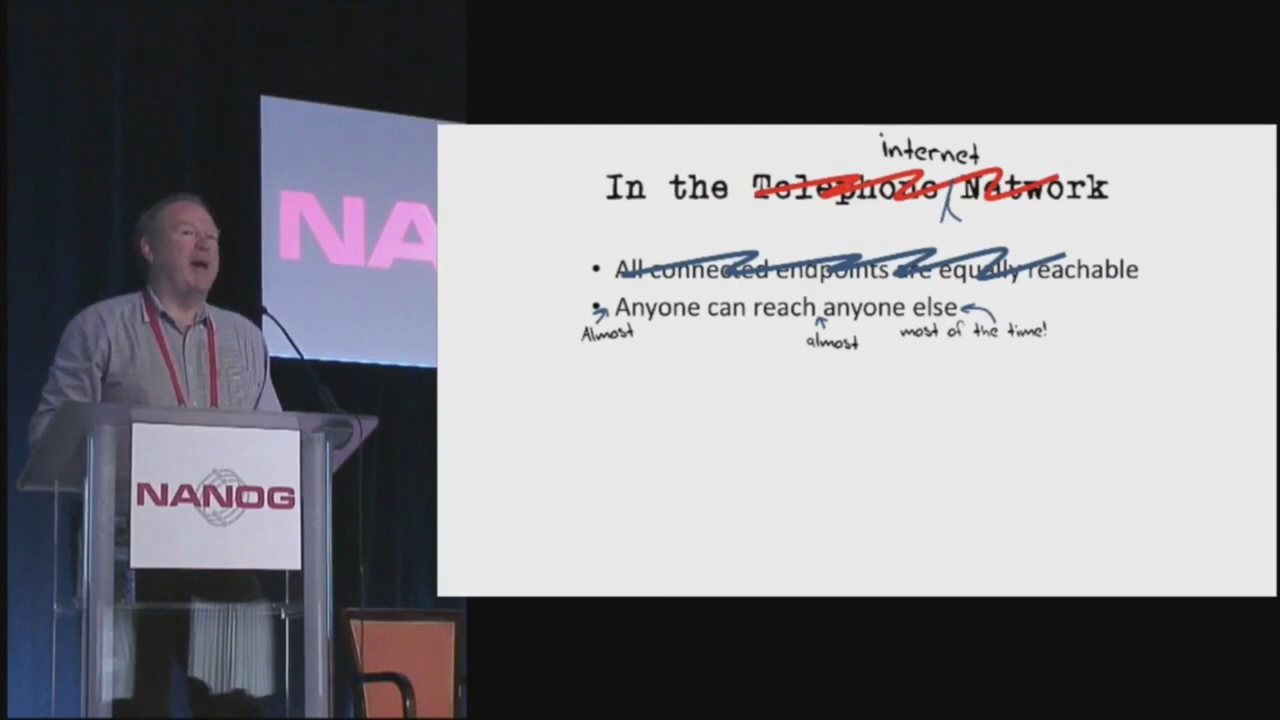 NA
NANOG
internet
In the Telephone Network
• All connected endpoints are equally reachable
• Anyone can reach anyone else
Almost
almost
most of the time!